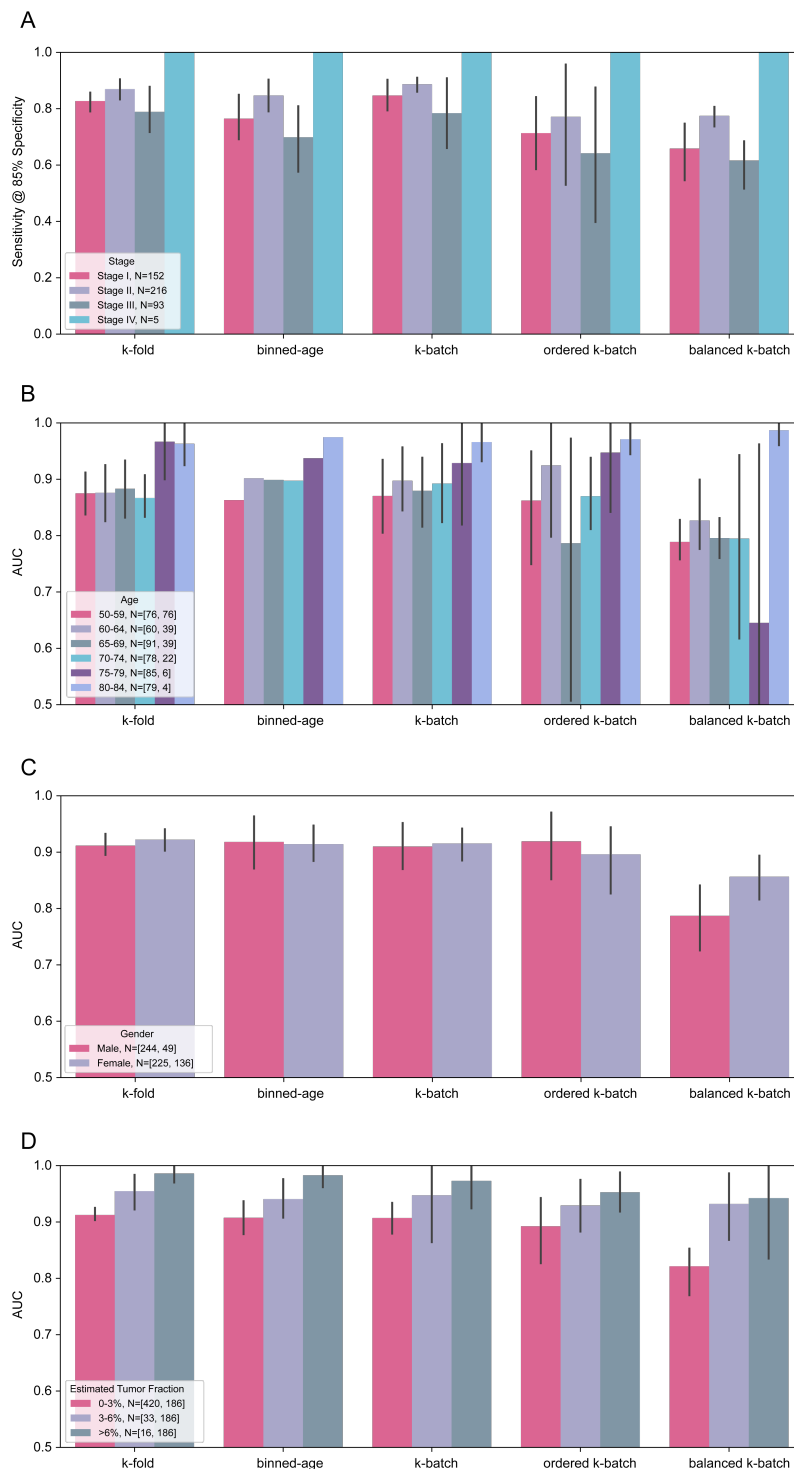 A
Sensitivity @ 85% Specificity
1.0
0.8
0.6
0.4
0.2
0.0
Stage
Stage I, N=152
Stage II, N=216
Stage III, N=93
Stage IV, N=5
k-fold
binned-age
k-batch
ordered k-batch
balanced k-batch
B
AUC
1.0
0.9
0.8
0.7
0.6
0.5
Age
50-59, N=[76, 76]
60-64, N=[60, 39]
65-69, N=[91, 39]
70-74, N=[78, 22]
75-79, N=[85, 6]
80-84, N=[79, 4]
k-fold
binned-age
k-batch
ordered k-batch
balanced k-batch
C
AUC
1.0
0.9
0.8
0.7
0.6
0.5
Gender
Male, N=[244, 49]
Female, N=[225, 136]
k-fold
binned-age
k-batch
ordered k-batch
balanced k-batch
D
AUC
1.0
0.9
0.8
0.7
0.6
0.5
Estimated Tumor Fraction
0-3%, N=[420, 186]
3-6%, N=[33, 186]
>6%, N=[16, 186]
k-fold
binned-age
k-batch
ordered k-batch
balanced k-batch